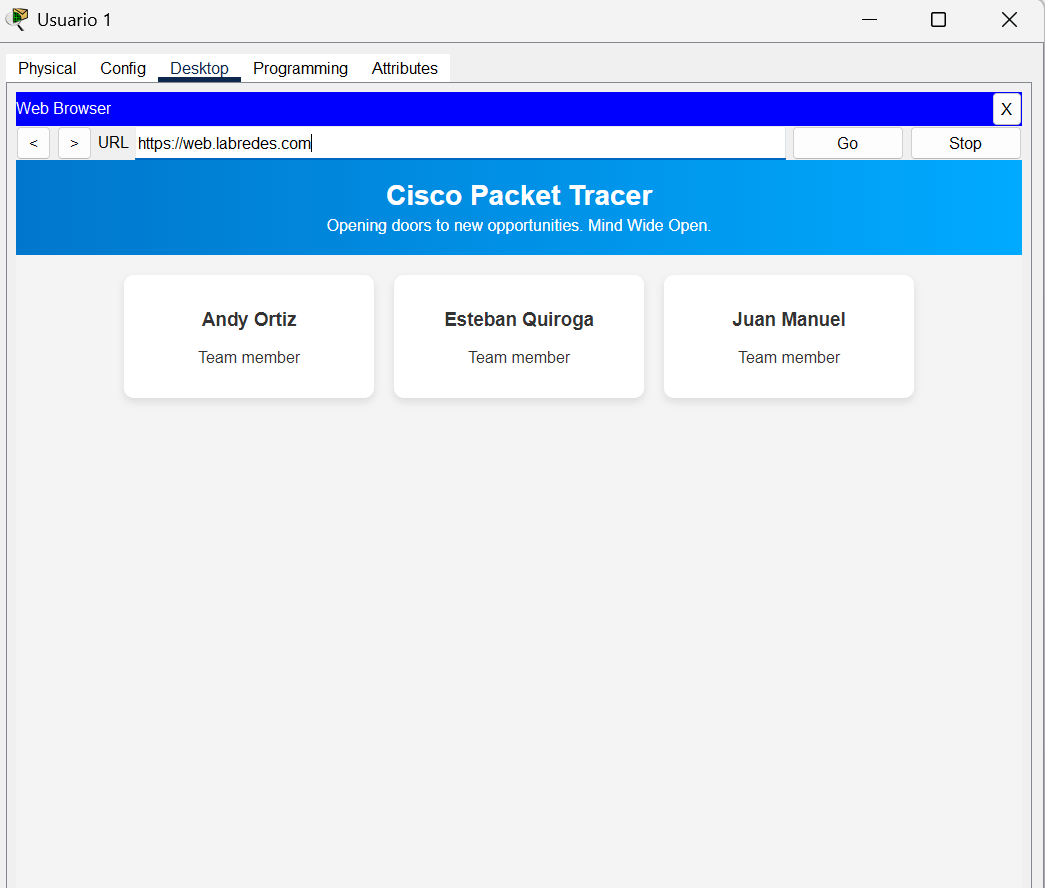 Usuario 1
Physical Config Desktop Programming Attributes
Web Browser X
< > URL https://web.labredes.com Go Stop
Cisco Packet Tracer
Opening doors to new opportunities. Mind Wide Open.
Andy Ortiz Esteban Quiroga Juan Manuel
Team member Team member Team member